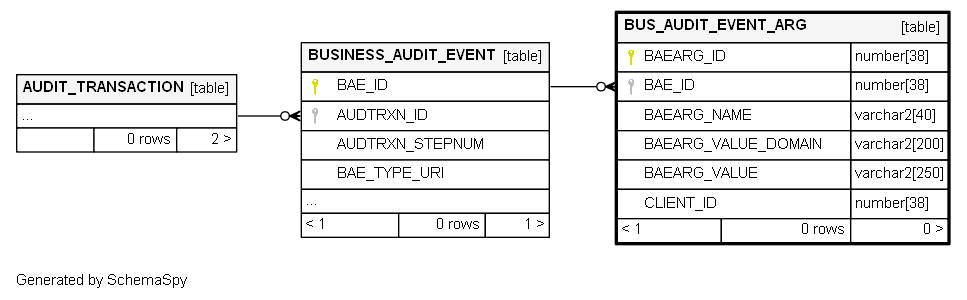 AUDIT_TRANSACTION [table]
...
0 rows 2 >
BUSINESS_AUDIT_EVENT [table]
BAE_ID
AUDTRXN_ID
AUDTRXN_STEPNUM
BAE_TYPE_URI
...
< 1 0 rows 1 >
BUS_AUDIT_EVENT_ARG [table]
BAEARG_ID number[38]
BAE_ID number[38]
BAEARG_NAME varchar2[40]
BAEARG_VALUE_DOMAIN varchar2[200]
BAEARG_VALUE varchar2[250]
CLIENT_ID number[38]
< 1 0 rows 0 >
Generated by SchemaSpy